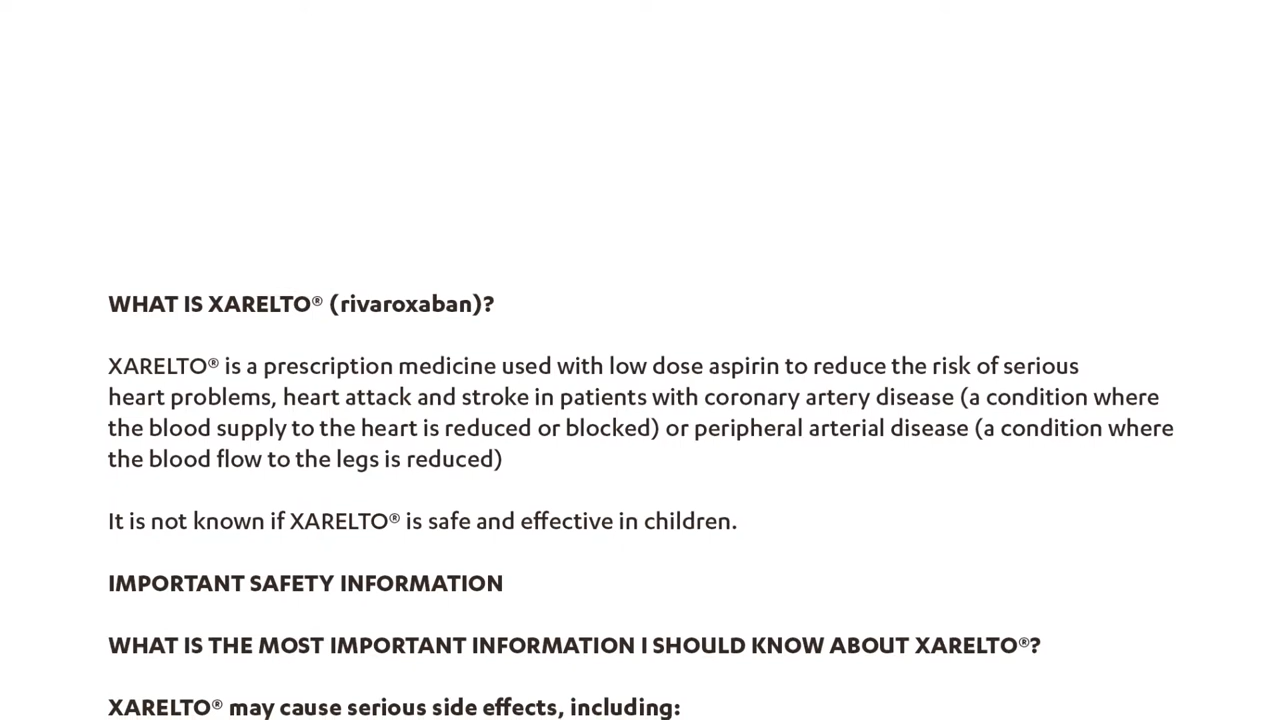 WHAT IS XARELTO® (rivaroxaban)?
XARELTO® is a prescription medicine used with low dose aspirin to reduce the risk of serious
heart problems, heart attack and stroke in patients with coronary artery disease (a condition where
the blood supply to the heart is reduced or blocked) or peripheral arterial disease (a condition where
the blood flow to the legs is reduced)
It is not known if XARELTO® is safe and effective in children.
IMPORTANT SAFETY INFORMATION
WHAT IS THE MOST IMPORTANT INFORMATION I SHOULD KNOW ABOUT XARELTO®?
XARELTO® may cause serious side effects, including: